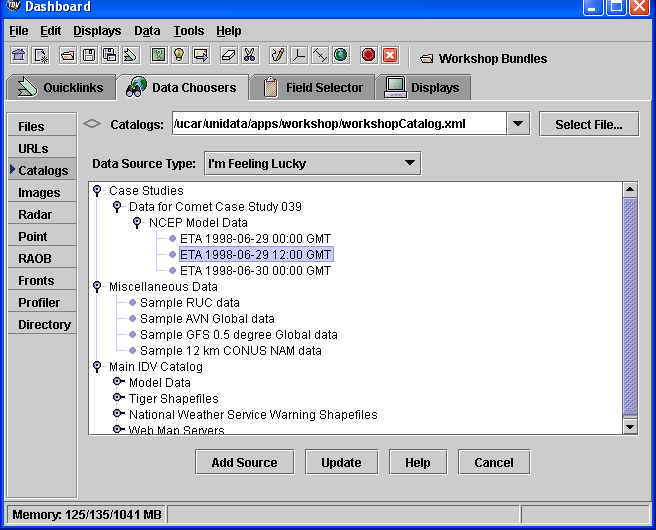 IDV Dashboard
File Edit Displays Data Tools Help
Workshop Bundles
Quicklinks Data Choosers Field Selector Displays
Files
URLs
Catalogs
Images
Radar
Point
RAOB
Fronts
Profiler
Directory
Catalogs: /ucar/unidata/apps/workshop/workshopCatalog.xml Select File...
Data Source Type: I'm Feeling Lucky
Case Studies
Data for Comet Case Study 039
NCEP Model Data
ETA 1998-06-29 00:00 GMT
ETA 1998-06-29 12:00 GMT
ETA 1998-06-30 00:00 GMT
Miscellaneous Data
Sample RUC data
Sample AVN Global data
Sample GFS 0.5 degree Global data
Sample 12 km CONUS NAM data
Main IDV Catalog
Model Data
Tiger Shapefiles
National Weather Service Warning Shapefiles
Web Map Servers
Add Source Update Help Cancel
Memory: 125/135/1041 MB